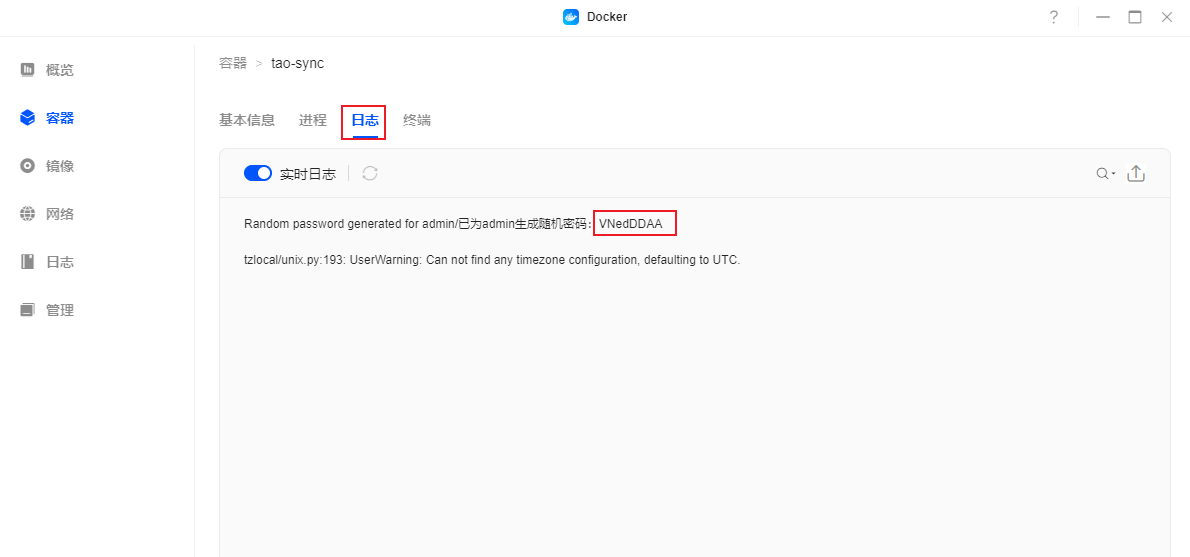 Docker
?
容器 > tao-sync
概览
容器
镜像
网络
日志
管理
基本信息 进程 日志 终端
实时日志
Random password generated for admin/已为admin生成随机密码: VNedDDAA
tzlocal/unix.py:193: UserWarning: Can not find any timezone configuration, defaulting to UTC.